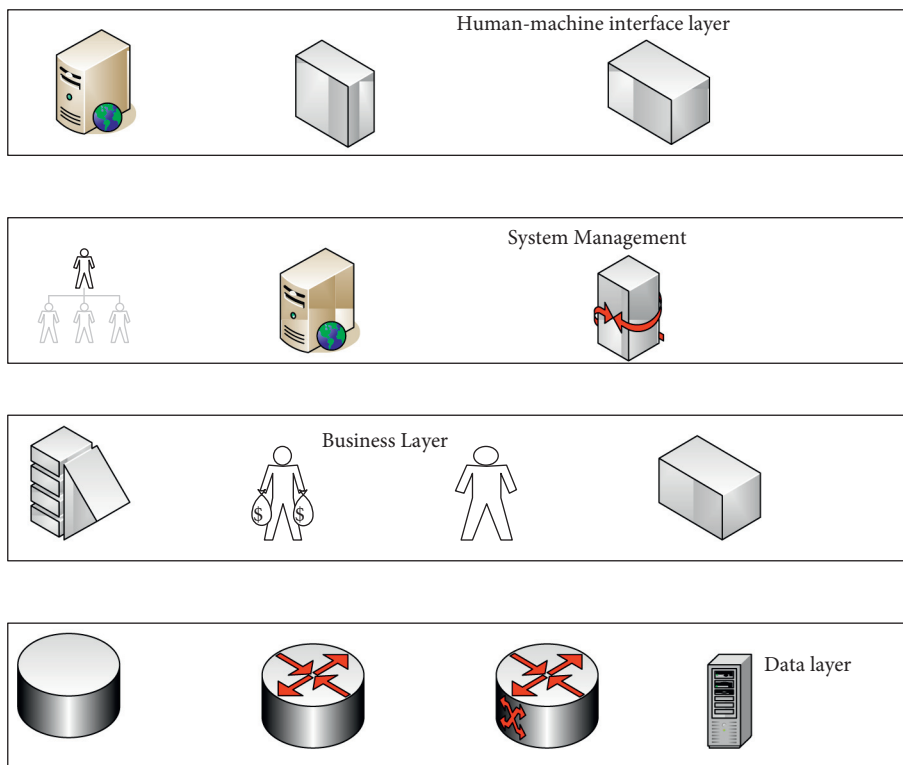 Human-machine interface layer
System Management
Business Layer
$ $
Data layer